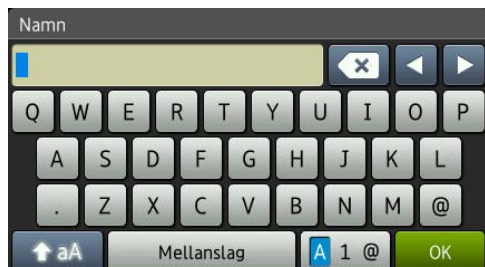 Namn
Q W E R T Y U I O P
A S D F G H J K L
. Z X C V B N M @
aA Mellanslag A 1 @ OK